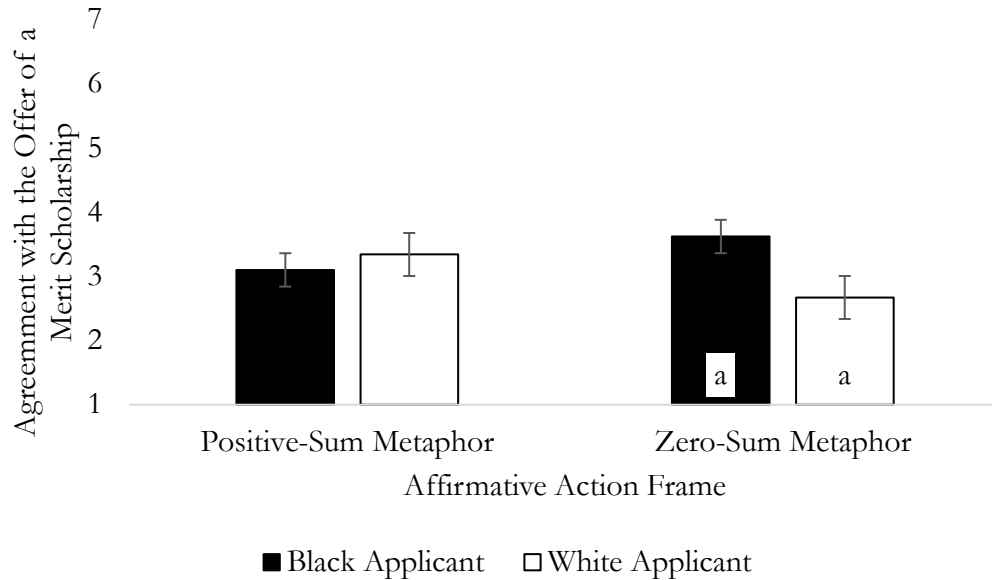 Agreemnment with the Offer of a
Merit Scholarship
7
6
5
4
3
2
1
a
a
Positive-Sum Metaphor
Zero-Sum Metaphor
Affirmative Action Frame
Black Applicant
White Applicant